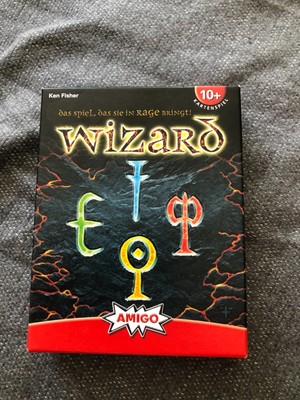 Ken Fisher
10+
KARTENSPIEL
das spiel, das sie in RAGE bringt!
WIZARD
AMIGO